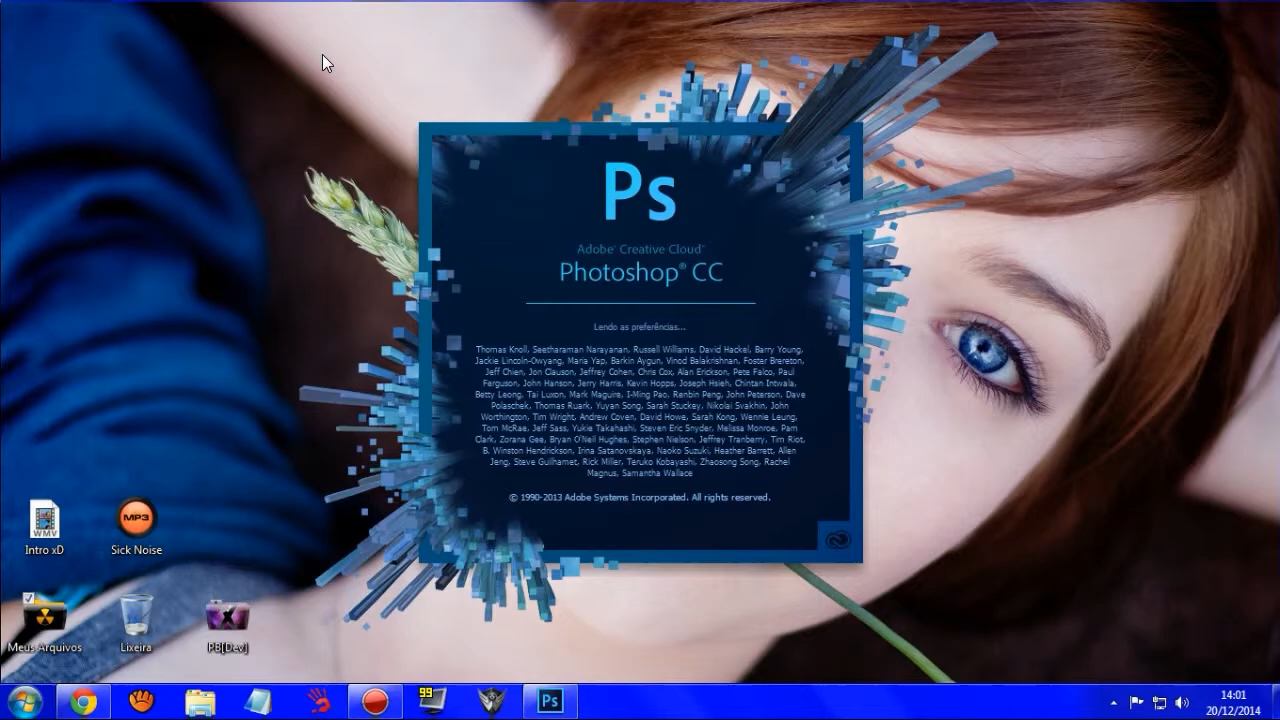 Ps
Adobe® Creative Cloud™
Photoshop® CC
Lendo as preferências...
Thomas Knoll, Seetharaman Narayanan, Russell Williams, David Hackel, Barry Young,
Jackie Lincoln-Owyang, Maria Yap, Barkin Aygun, Vinod Balakrishnan, Foster Brereton,
Jeff Chien, Jon Clauson, Jeffrey Cohen, Chris Cox, Alan Erickson, Pete Falco, Paul
Ferguson, John Hanson, Jerry Harris, Kevin Hopps, Joseph Hsieh, Chintan Intwala,
Betty Leong, Tai Luxon, Mark Maguire, I-Ming Pao, Renbin Peng, John Peterson, Dave
Polaschek, Thomas Ruark, Yuyan Song, Sarah Stuckey, Nikolai Svakhin, John
Worthington, Tim Wright, Andrew Coven, David Howe, Sarah Kong, Wennie Leung,
Tom McRae, Jeff Sass, Yukie Takahashi, Steven Eric Snyder, Melissa Monroe, Pam
Clark, Zorana Gee, Bryan O'Neil Hughes, Stephen Nielson, Jeffrey Tranberry, Tim Riot,
B. Winston Hendrickson, Irina Satanovskaya, Naoko Suzuki, Heather Barrett, Allen
Jeng, Steve Guilhamet, Rick Miller, Teruko Kobayashi, Zhaosong Song, Rachel
Magnus, Samantha Wallace
© 1990-2013 Adobe Systems Incorporated. All rights reserved.
WMV
Intro xD
MP3
Sick Noise
Meus Arquivos
Lixeira
PB[Dev]
99
Ps
14:01
20/12/2014